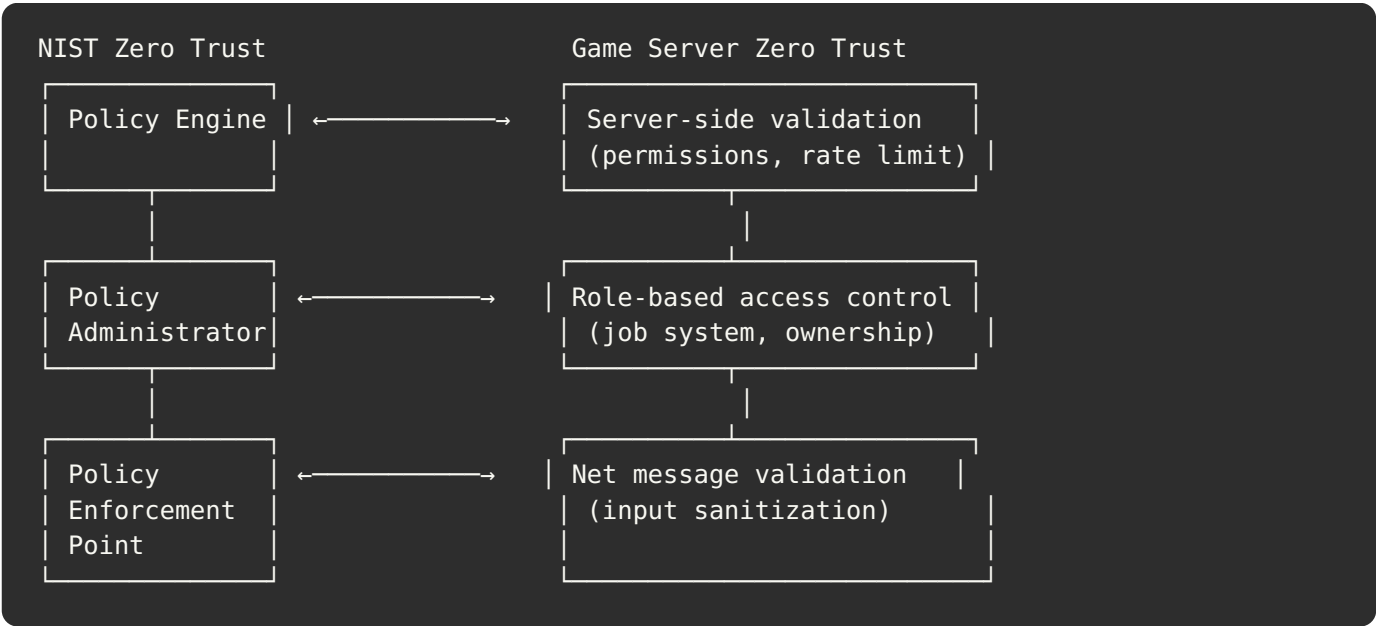 NIST Zero Trust Game Server Zero Trust
Policy Engine ←→ Server-side validation
(permissions, rate limit)
Policy ←→ Role-based access control
Administrator (job system, ownership)
Policy ←→ Net message validation
Enforcement (input sanitization)
Point